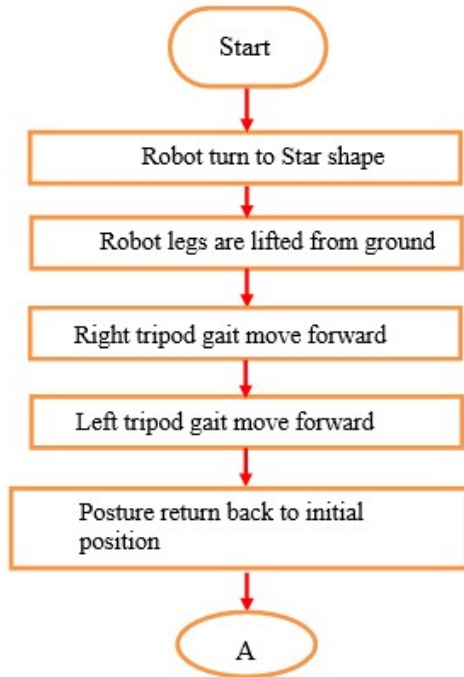 Start
Robot turn to Star shape
Robot legs are lifted from ground
Right tripod gait move forward
Left tripod gait move forward
Posture return back to initial
position
A